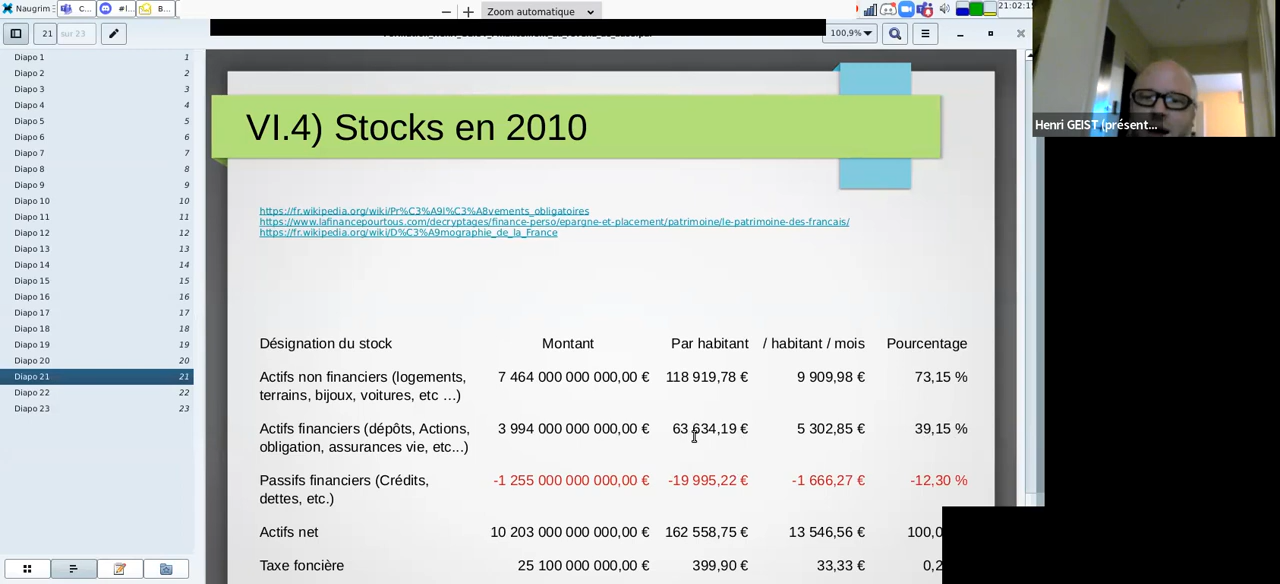 Naugrim
C...
#I...
B...
Zoom automatique
21:02:1
21 sur 23
100,9%
Diapo 1 1
Diapo 2 2
Diapo 3 3
Diapo 4 4
Diapo 5 5
Diapo 6 6
Diapo 7 7
Diapo 8 8
Diapo 9 9
Diapo 10 10
Diapo 11 11
Diapo 12 12
Diapo 13 13
Diapo 14 14
Diapo 15 15
Diapo 16 16
Diapo 17 17
Diapo 18 18
Diapo 19 19
Diapo 20 20
Diapo 21 21
Diapo 22 22
Diapo 23 23
Henri GEIST (présent...
VI.4) Stocks en 2010
https://fr.wikipedia.org/wiki/Pr%C3%A9l%C3%A8vements_obligatoires
https://www.lafinancepourtous.com/decryptages/finance-perso/epargne-et-placement/patrimoine/le-patrimoine-des-francais/
https://fr.wikipedia.org/wiki/D%C3%A9mographie_de_la_France
Désignation du stock Montant Par habitant / habitant / mois Pourcentage
Actifs non financiers (logements, 7 464 000 000 000,00 € 118 919,78 € 9 909,98 € 73,15 %
terrains, bijoux, voitures, etc ...)
Actifs financiers (dépôts, Actions, 3 994 000 000 000,00 € 63 634,19 € 5 302,85 € 39,15 %
obligation, assurances vie, etc...)
Passifs financiers (Crédits, -1 255 000 000 000,00 € -19 995,22 € -1 666,27 € -12,30 %
dettes, etc.)
Actifs net 10 203 000 000 000,00 € 162 558,75 € 13 546,56 € 100,0
Taxe foncière 25 100 000 000,00 € 399,90 € 33,33 € 0,2